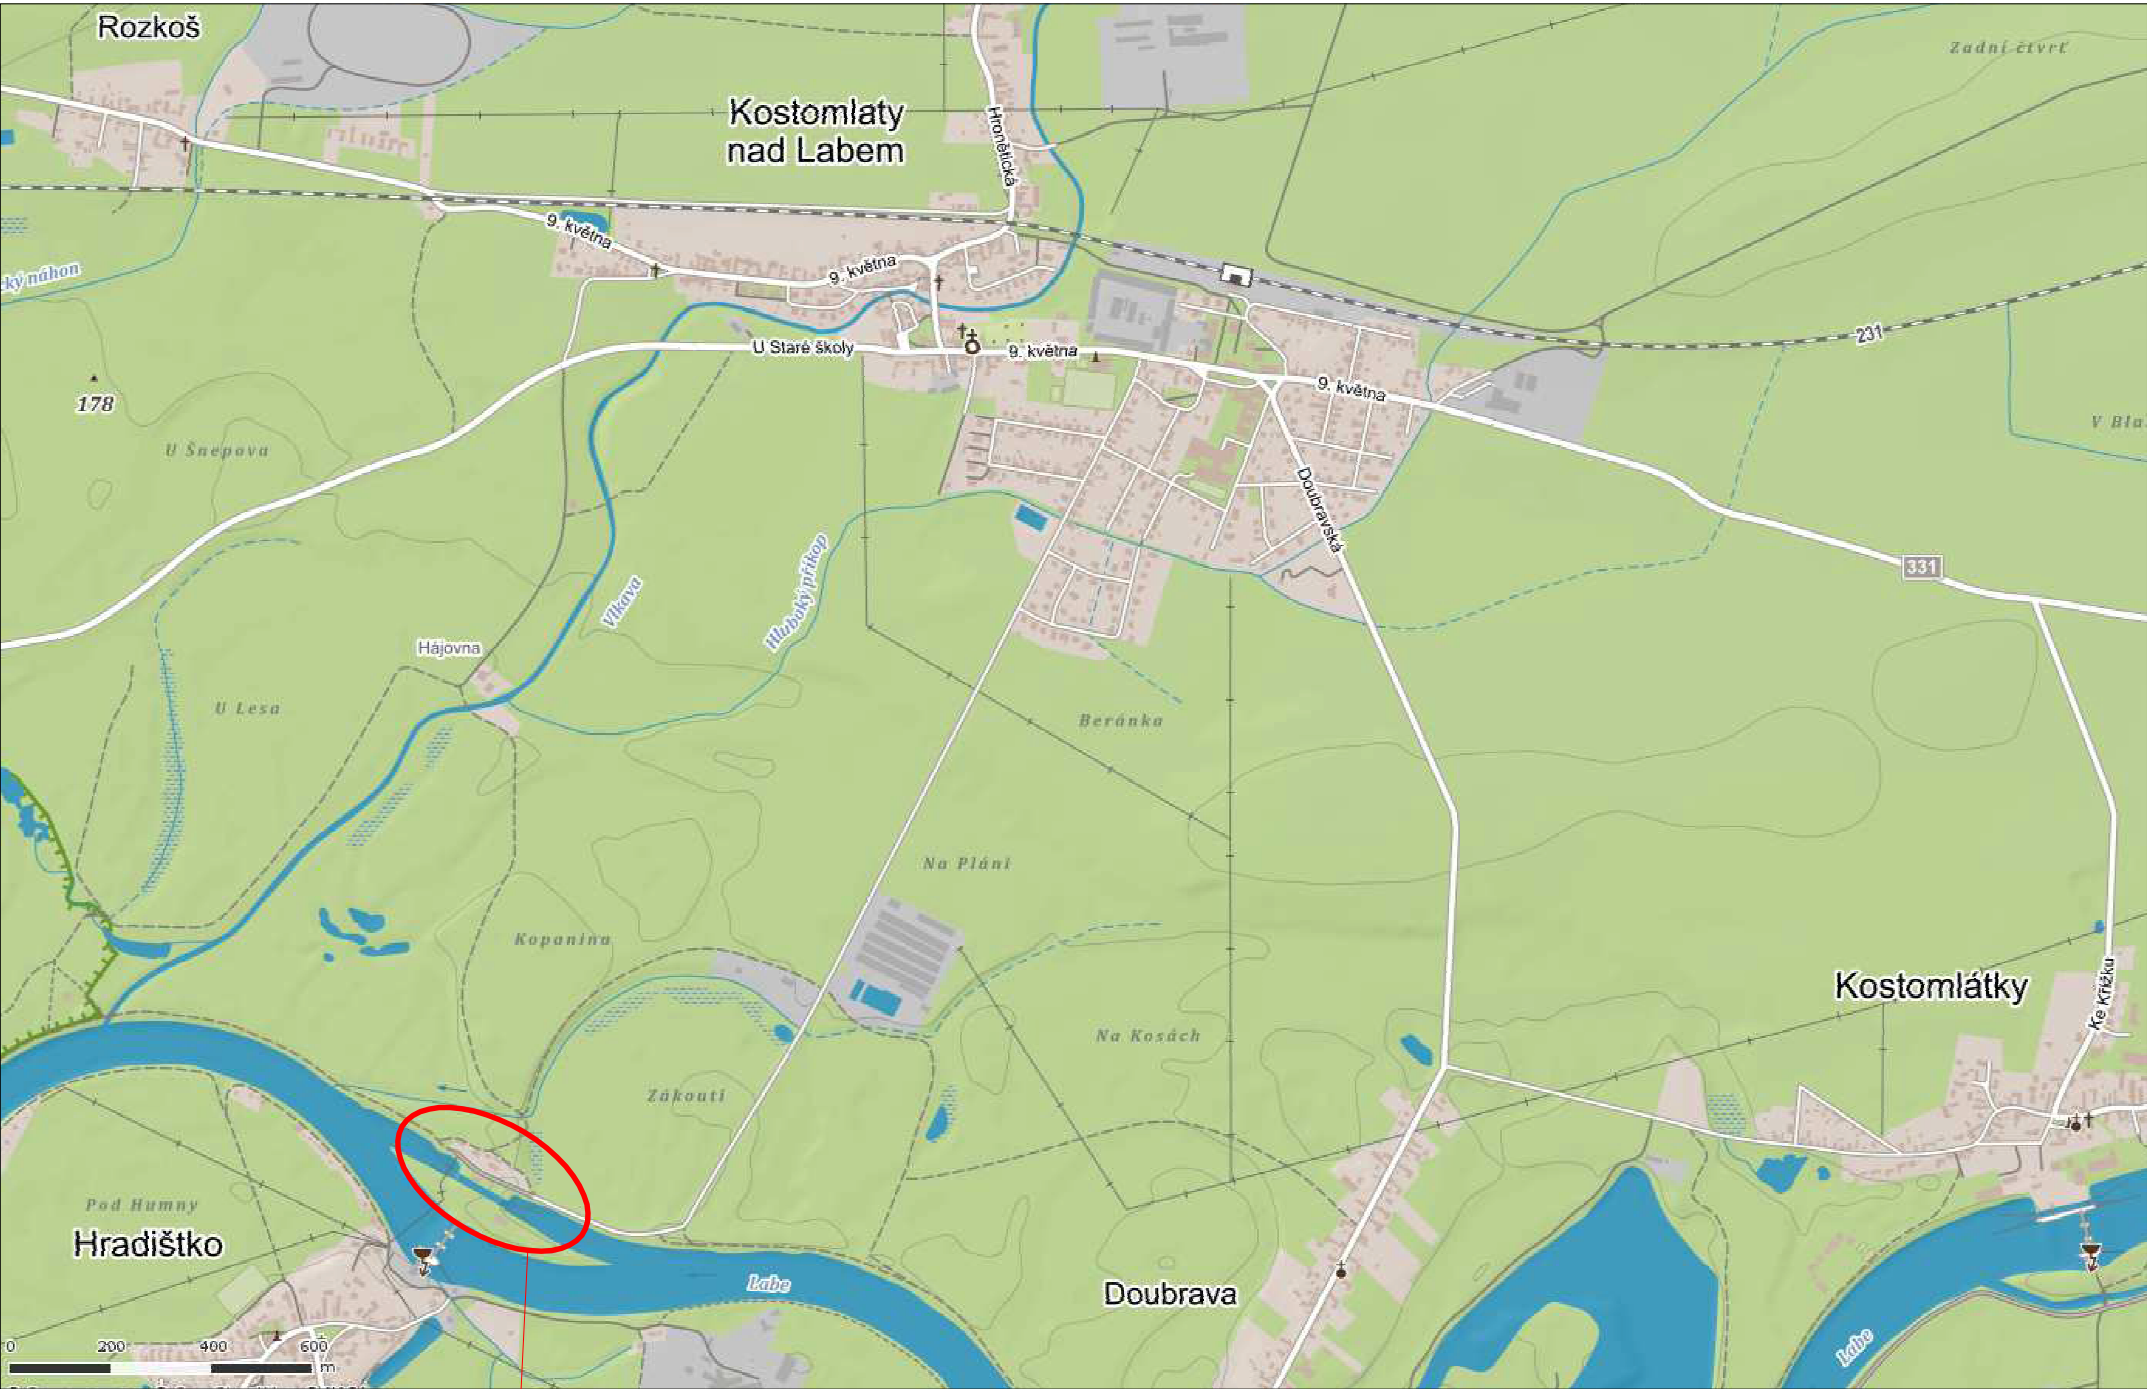 Rozkoš
Zadní čtvrť
Kostomlaty
nad Labem
Hronětická
9. května
9. května
ký náhon
U Staré školy
9. května
231
9. května
178
U Šnepova
V Bla
Doubravská
Hluboký příkop
331
Vlkava
Hájovna
U Lesa
Beránka
Na Pláni
Kopanina
Kostomlátky
Ke Křížku
Na Kosách
Zákoutí
Pod Humny
Hradištko
Labe
Doubrava
Labe
0 200 400 600
m